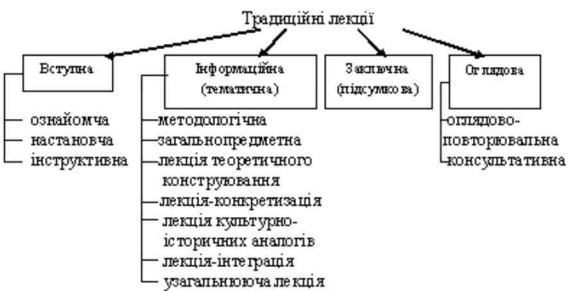 Традиційні лекції
Вступна
ознайомча
настановча
інструктивна
Інформаційна
(тематична)
методологічна
загальнопредметна
лекція теоретичного
конструювання
лекція-конкретизація
лекція культурно-
історичних аналогів
лекція-інтеграція
узагальнююча лекція
Заключна
(підсумкова)
Оглядова
оглядово-
повторювальна
консультативна